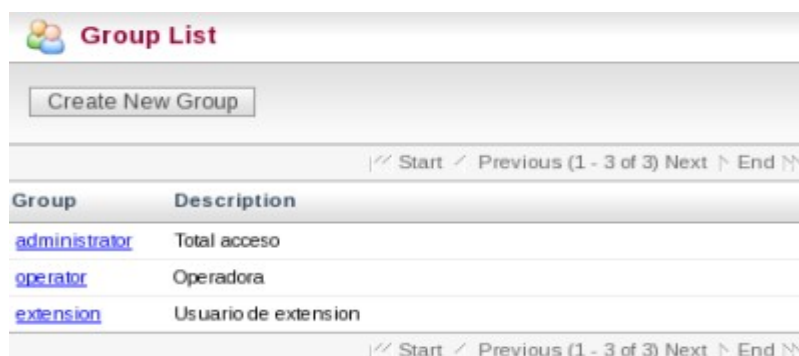 Group List
Create New Group
Start Previous (1 - 3 of 3) Next End
Group Description
administrator Total acceso
operator Operadora
extension Usuario de extension
Start Previous (1 - 3 of 3) Next End